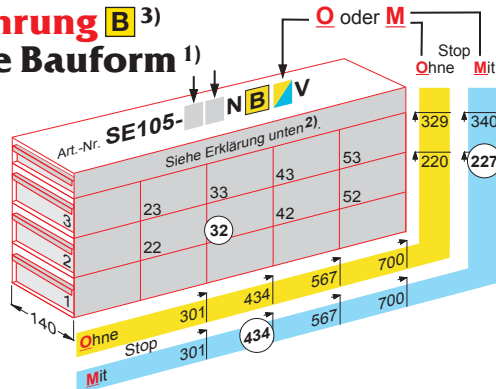 hrung B 3)
e Bauform 1)
O oder M
Stop
Ohne Mit
Art.-Nr. SE105- N B V
Siehe Erklärung unten 2).
329 340
220 227
53
43
33
23
3
52
42
32
22
2
1
140
Ohne 301 434 567 700
Stop
Mit 301 434 567 700